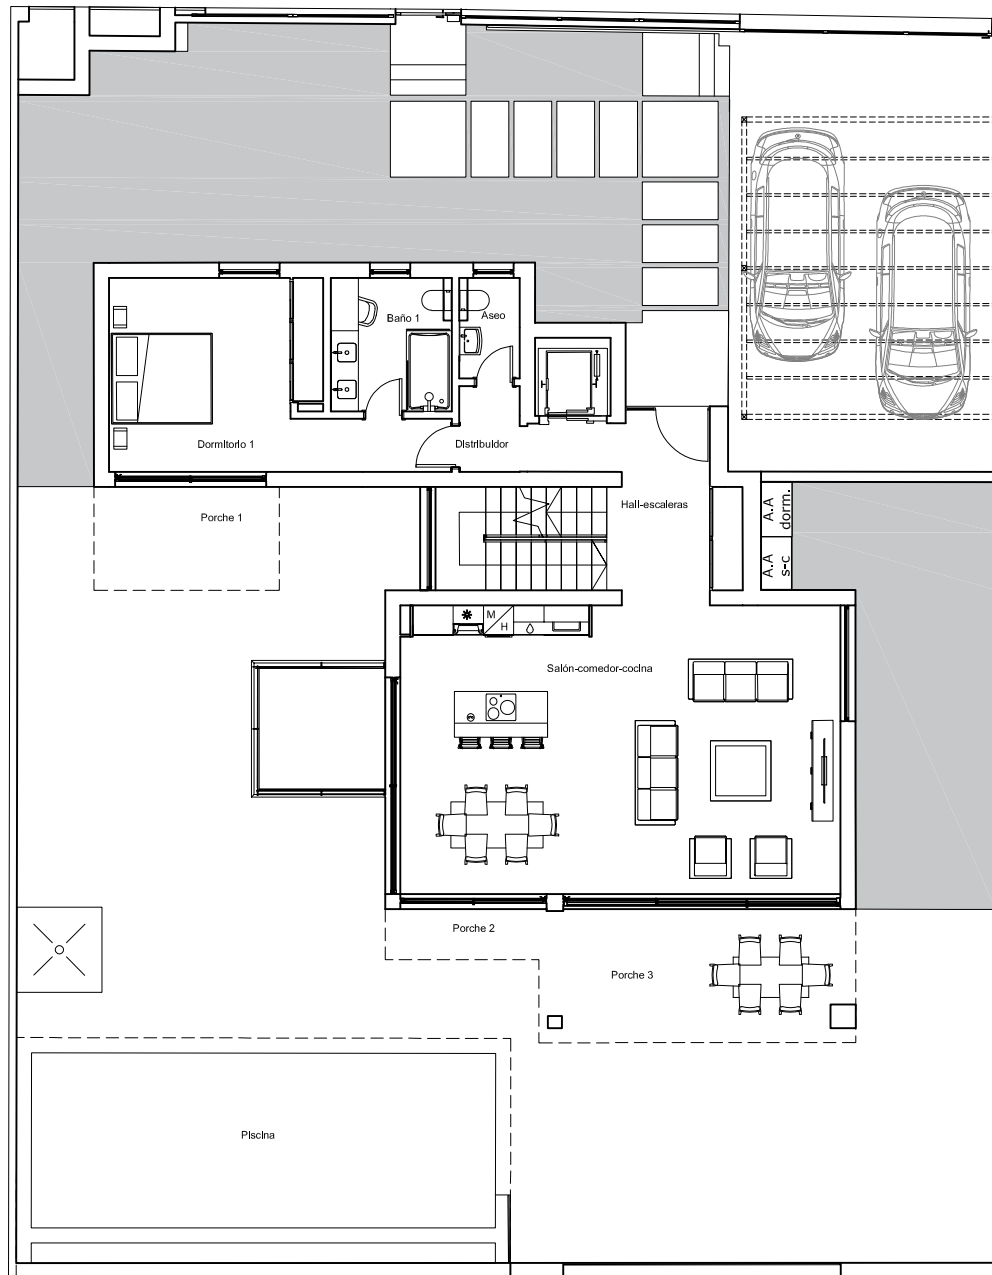 Baño 1
Aseo
Dormitorio 1
Distribuidor
Porche 1
Hall-escaleras
A.A
dorm.
A.A
s-c
M
H
Salón-comedor-cocina
Porche 2
Porche 3
Piscina